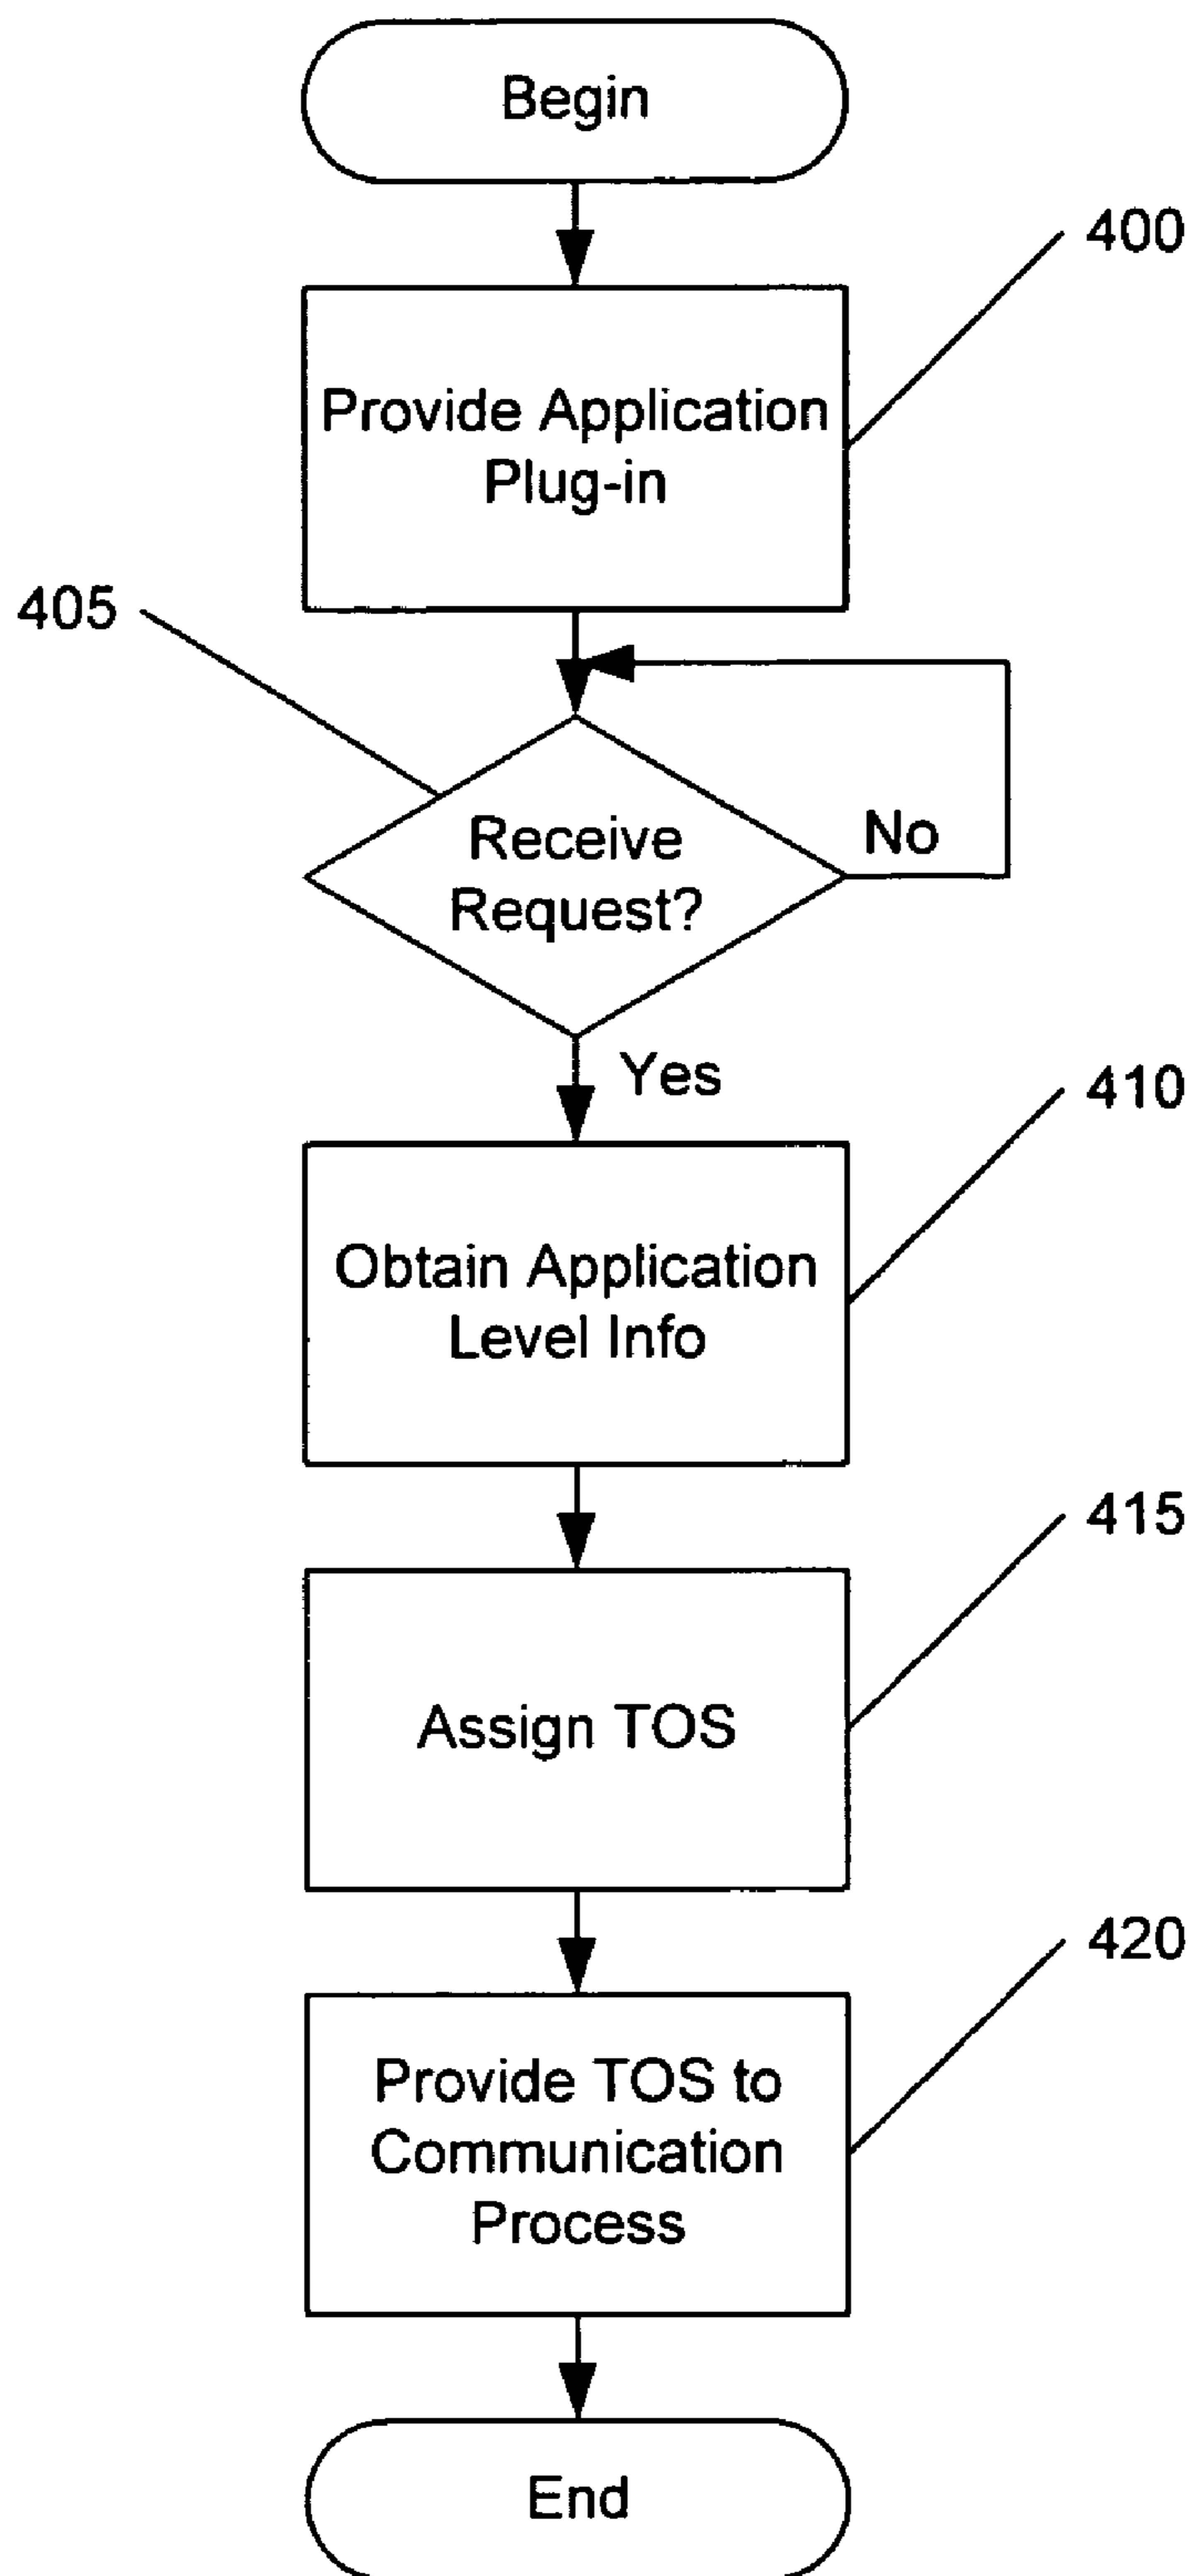 Begin
400
Provide Application
Plug-in
405
Receive
Request?
No
Yes
410
Obtain Application
Level Info
415
Assign TOS
420
Provide TOS to
Communication
Process
End